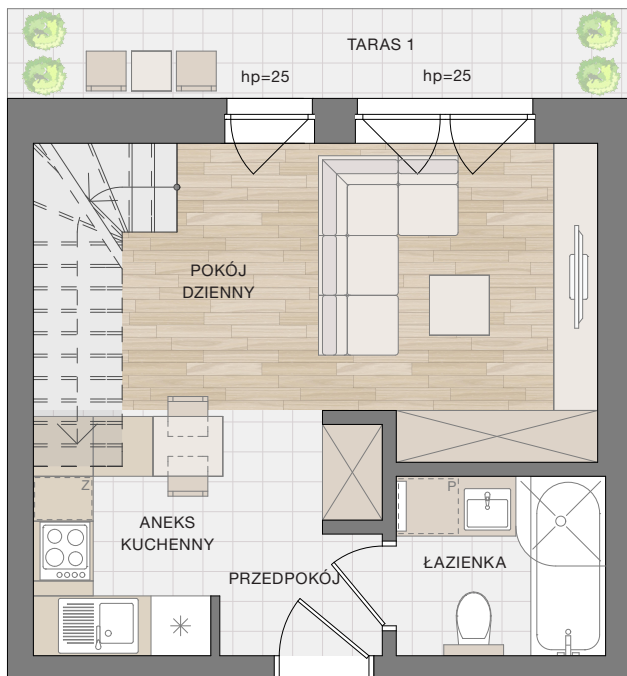 TARAS 1
hp=25
hp=25
POKÓJ
DZIENNY
Z
P
ANEKS
KUCHENNY
ŁAZIENKA
PRZEDPOKÓJ